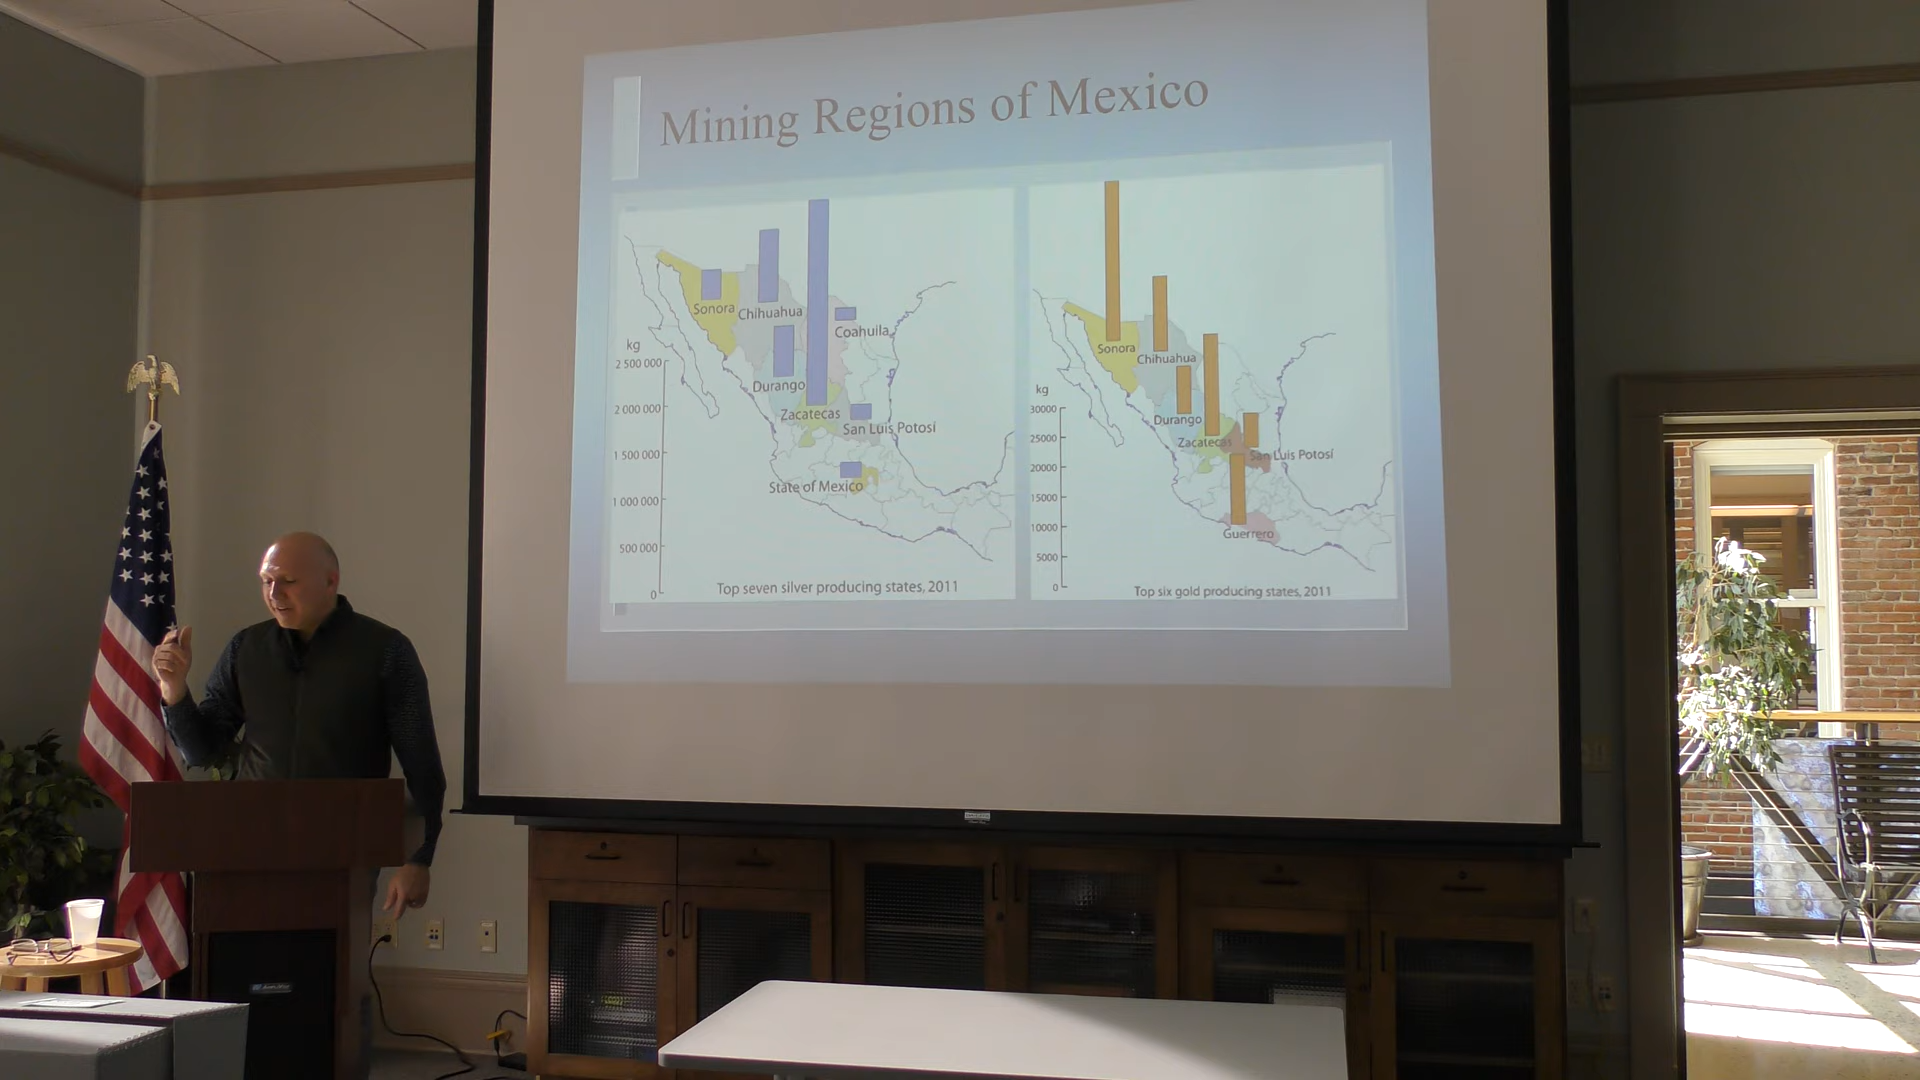 Mining Regions of Mexico
Sonora
Chihuahua
Coahuila
Durango
Zacatecas
San Luis Potosí
State of Mexico
kg
2 500 000
2 000 000
1 500 000
1 000 000
500 000
0
Top seven silver producing states, 2011
Sonora
Chihuahua
Durango
Zacatecas
San Luis Potosí
Guerrero
kg
30000
25000
20000
15000
10000
5000
0
Top six gold producing states, 2011